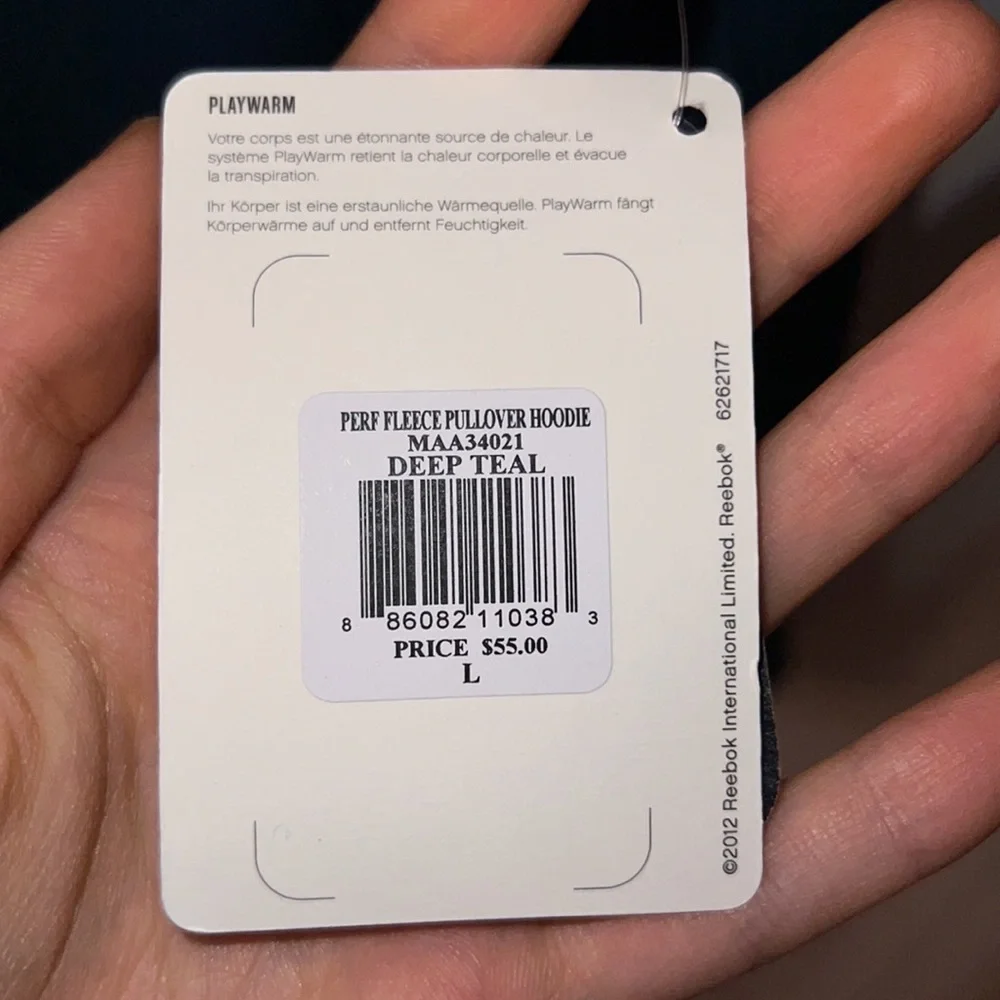 PLAYWARM
Votre corps est une étonnante source de chaleur. Le
système PlayWarm retient la chaleur corporelle et évacue
la transpiration.
Ihr Körper ist eine erstaunliche Wärmequelle. PlayWarm fängt
Körperwärme auf und entfernt Feuchtigkeit.
PERF FLEECE PULLOVER HOODIE
MAA34021
DEEP TEAL
8 86082 11038 3
PRICE $55.00
L
©2012 Reebok International Limited. Reebok® 62621717